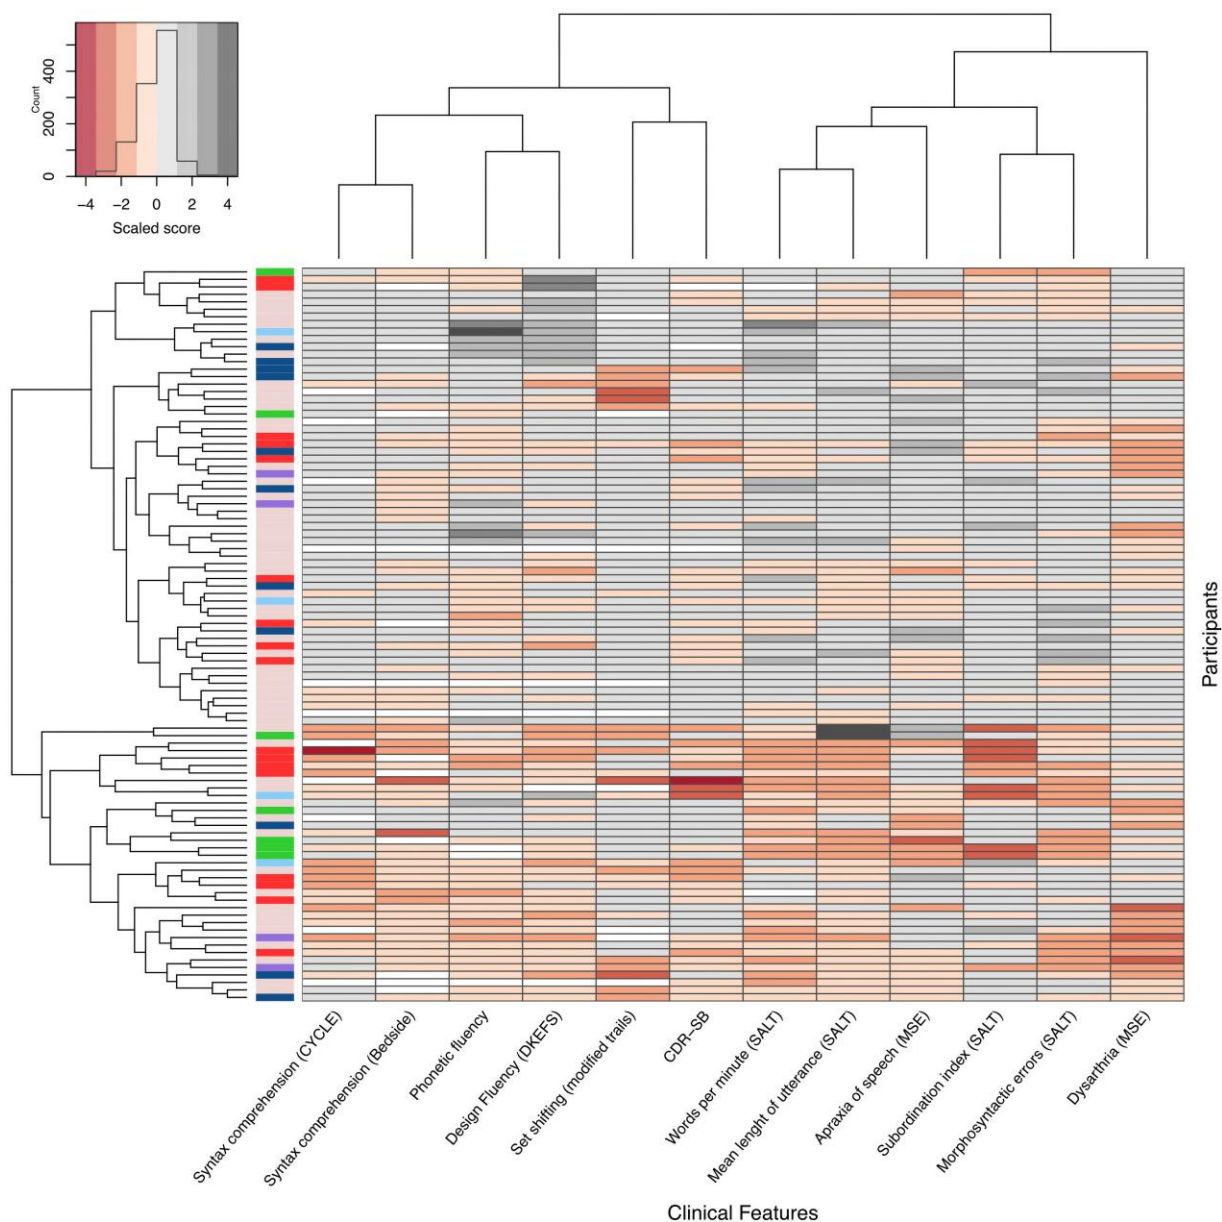 Count
0
200
400
−4 −2 0 2 4
Scaled score
Participants
Syntax comprehension (CYCLE)
Syntax comprehension (Bedside)
Phonetic fluency
Design Fluency (DKEFS)
Set shifting (modified trails)
CDR−SB
Words per minute (SALT)
Mean lenght of utterance (SALT)
Apraxia of speech (MSE)
Subordination index (SALT)
Morphosyntactic errors (SALT)
Dysarthria (MSE)
Clinical Features